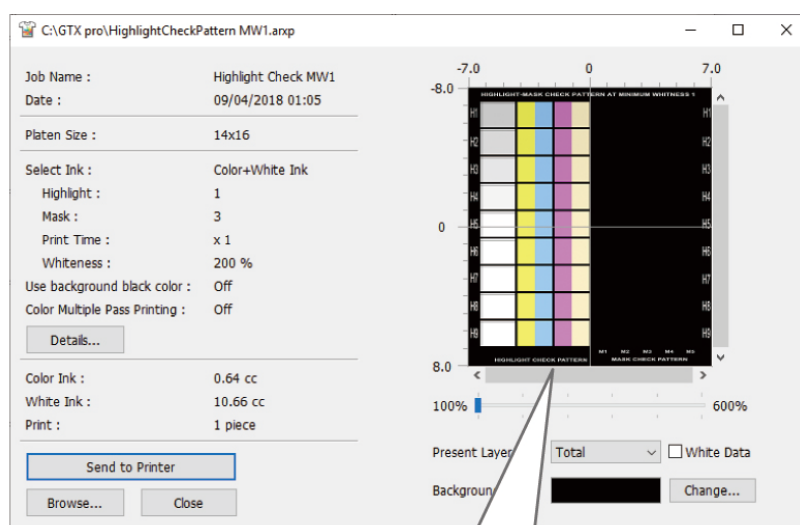 C:\GTX pro\HighlightCheckPattern MW1.arxp
Job Name : Highlight Check MW1
Date : 09/04/2018 01:05
Platen Size : 14x16
Select Ink : Color+White Ink
Highlight : 1
Mask : 3
Print Time : x 1
Whiteness : 200 %
Use background black color : Off
Color Multiple Pass Printing : Off
Details...
Color Ink : 0.64 cc
White Ink : 10.66 cc
Print : 1 piece
Send to Printer
Browse... Close
-7.0 0 7.0
-8.0
HIGHLIGHT-MASK CHECK PATTERN AT MINIMUM WHITNESS 1
H1 H1
H2 H2
H3 H3
H4 H4
0 H5 H5
H6 H6
H7 H7
H8 H8
H9 H9
M1 M2 M3 M4 M5
HIGHLIGHT CHECK PATTERN MASK CHECK PATTERN
8.0
100% 600%
Present Layer Total White Data
Background Change...